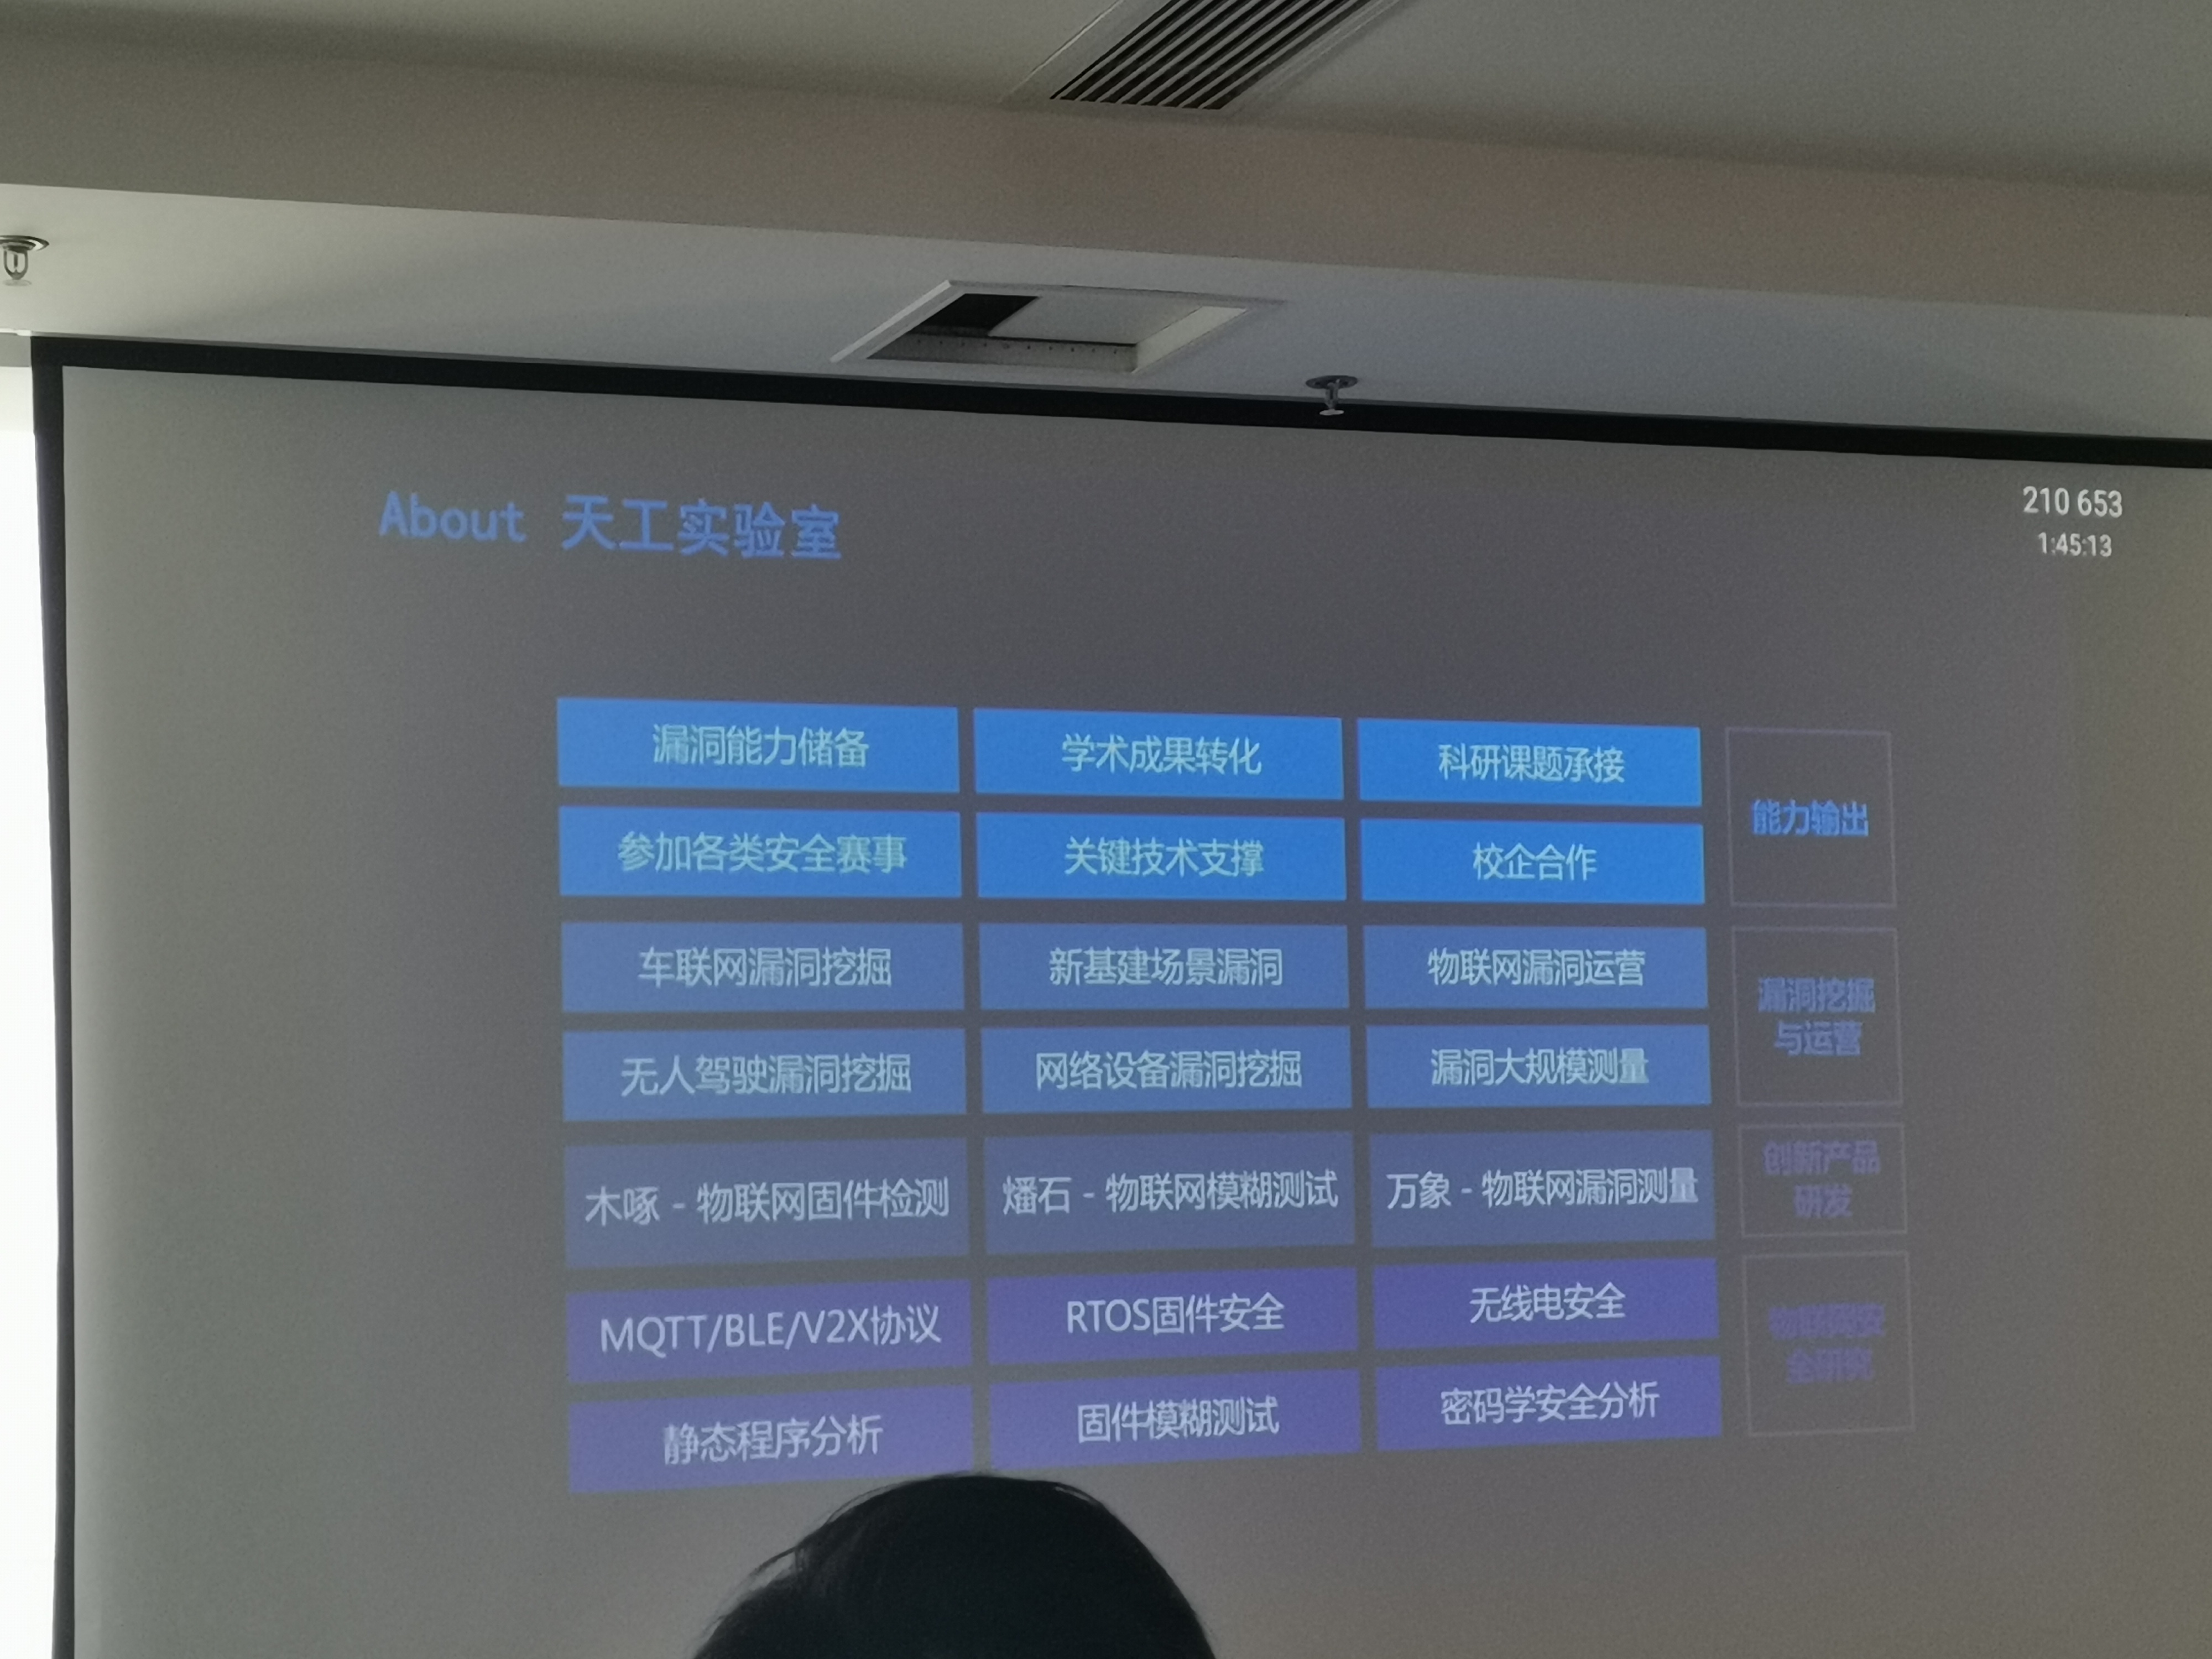 About 天工实验室
210 653
1:45:13
漏洞能力储备
学术成果转化
科研课题承接
能力输出
参加各类安全赛事
关键技术支撑
校企合作
车联网漏洞挖掘
新基建场景漏洞
物联网漏洞运营
漏洞挖掘
与运营
无人驾驶漏洞挖掘
网络设备漏洞挖掘
漏洞大规模测量
木啄 - 物联网固件检测
燔石 - 物联网模糊测试
万象 - 物联网漏洞测量
创新产品
研发
MQTT/BLE/V2X协议
RTOS固件安全
无线电安全
物联网安
全研究
静态程序分析
固件模糊测试
密码学安全分析